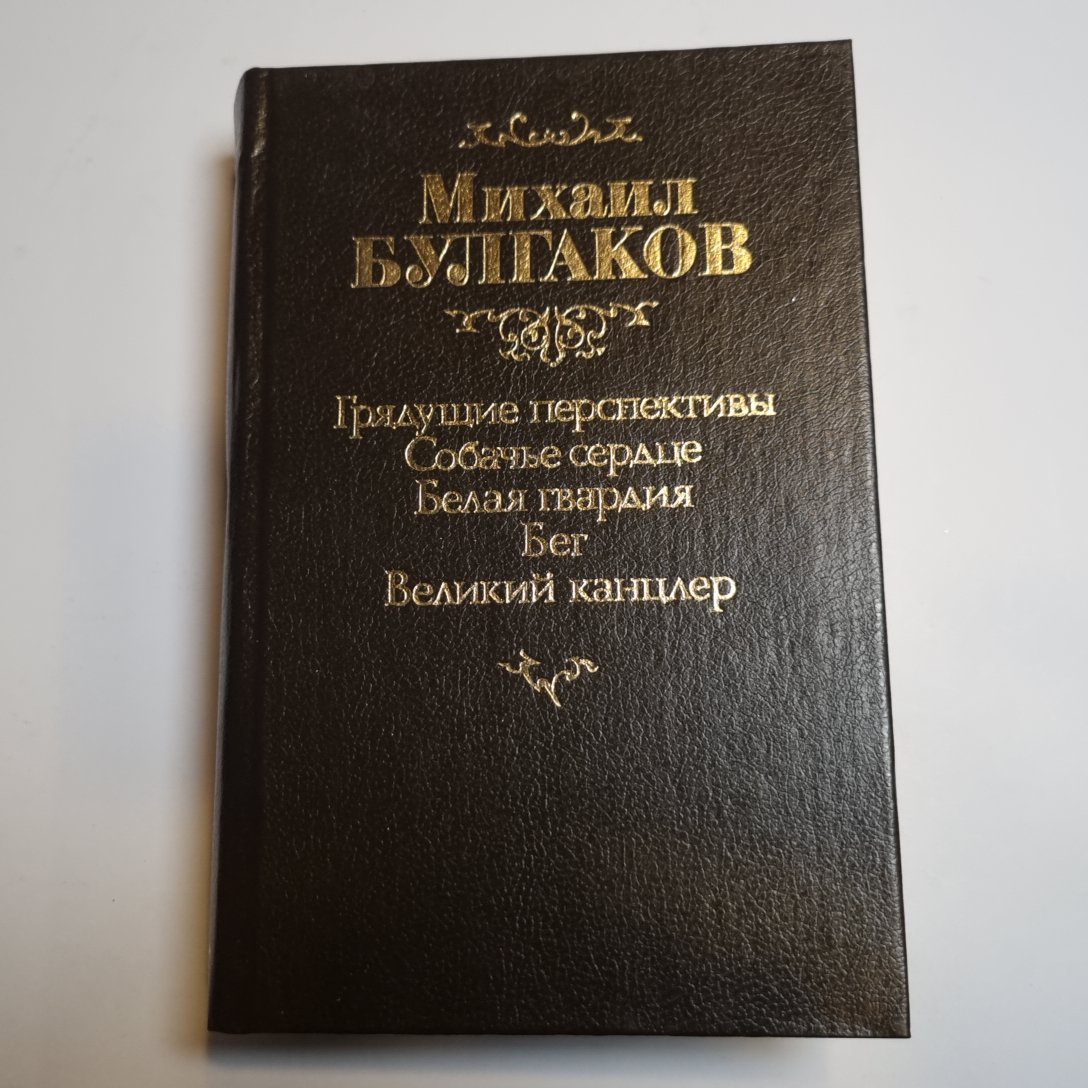 Михаил
БУЛГАКОВ
Грядущие перспективы
Собачье сердце
Белая гвардия
Бег
Великий канцлер